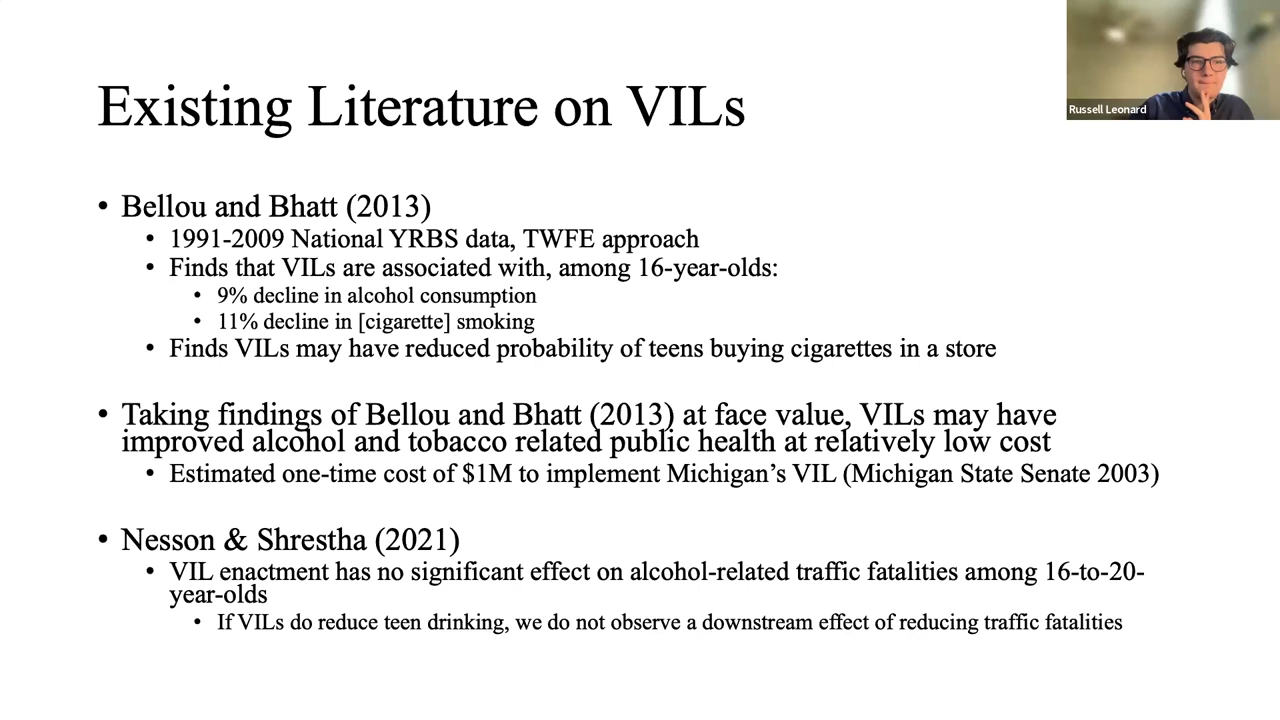 Existing Literature on VILs
Russell Leonard
• Bellou and Bhatt (2013)
• 1991-2009 National YRBS data, TWFE approach
• Finds that VILs are associated with, among 16-year-olds:
• 9% decline in alcohol consumption
• 11% decline in [cigarette] smoking
• Finds VILs may have reduced probability of teens buying cigarettes in a store
• Taking findings of Bellou and Bhatt (2013) at face value, VILs may have
improved alcohol and tobacco related public health at relatively low cost
• Estimated one-time cost of $1M to implement Michigan’s VIL (Michigan State Senate 2003)
• Nesson & Shrestha (2021)
• VIL enactment has no significant effect on alcohol-related traffic fatalities among 16-to-20-
year-olds
• If VILs do reduce teen drinking, we do not observe a downstream effect of reducing traffic fatalities